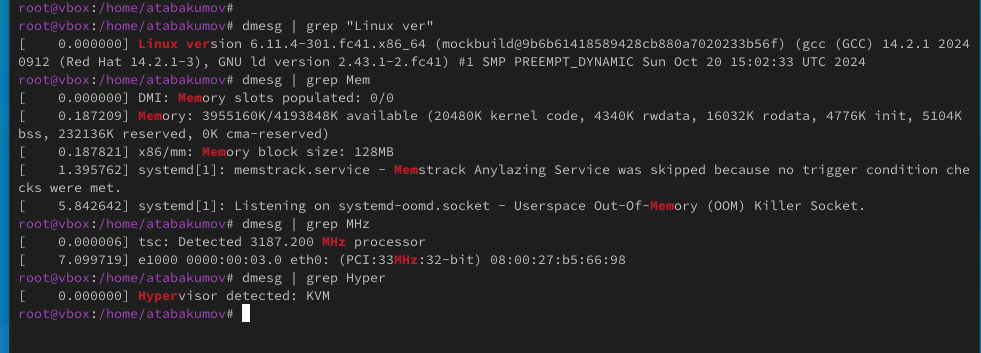 root@vbox:/home/atabakumov#
root@vbox:/home/atabakumov# dmesg | grep "Linux ver"
[    0.000000] Linux version 6.11.4-301.fc41.x86_64 (mockbuild@9b6b61418589428cb880a7020233b56f) (gcc (GCC) 14.2.1 2024
0912 (Red Hat 14.2.1-3), GNU ld version 2.43.1-2.fc41) #1 SMP PREEMPT_DYNAMIC Sun Oct 20 15:02:33 UTC 2024
root@vbox:/home/atabakumov# dmesg | grep Mem
[    0.000000] DMI: Memory slots populated: 0/0
[    0.187209] Memory: 3955160K/4193848K available (20480K kernel code, 4340K rwdata, 16032K rodata, 4776K init, 5104K
bss, 232136K reserved, 0K cma-reserved)
[    0.187821] x86/mm: Memory block size: 128MB
[    1.395762] systemd[1]: memstrack.service - Memstrack Anylazing Service was skipped because no trigger condition che
cks were met.
[    5.842642] systemd[1]: Listening on systemd-oomd.socket - Userspace Out-Of-Memory (OOM) Killer Socket.
root@vbox:/home/atabakumov# dmesg | grep MHz
[    0.000006] tsc: Detected 3187.200 MHz processor
[    7.099719] e1000 0000:00:03.0 eth0: (PCI:33MHz:32-bit) 08:00:27:b5:66:98
root@vbox:/home/atabakumov# dmesg | grep Hyper
[    0.000000] Hypervisor detected: KVM
root@vbox:/home/atabakumov#